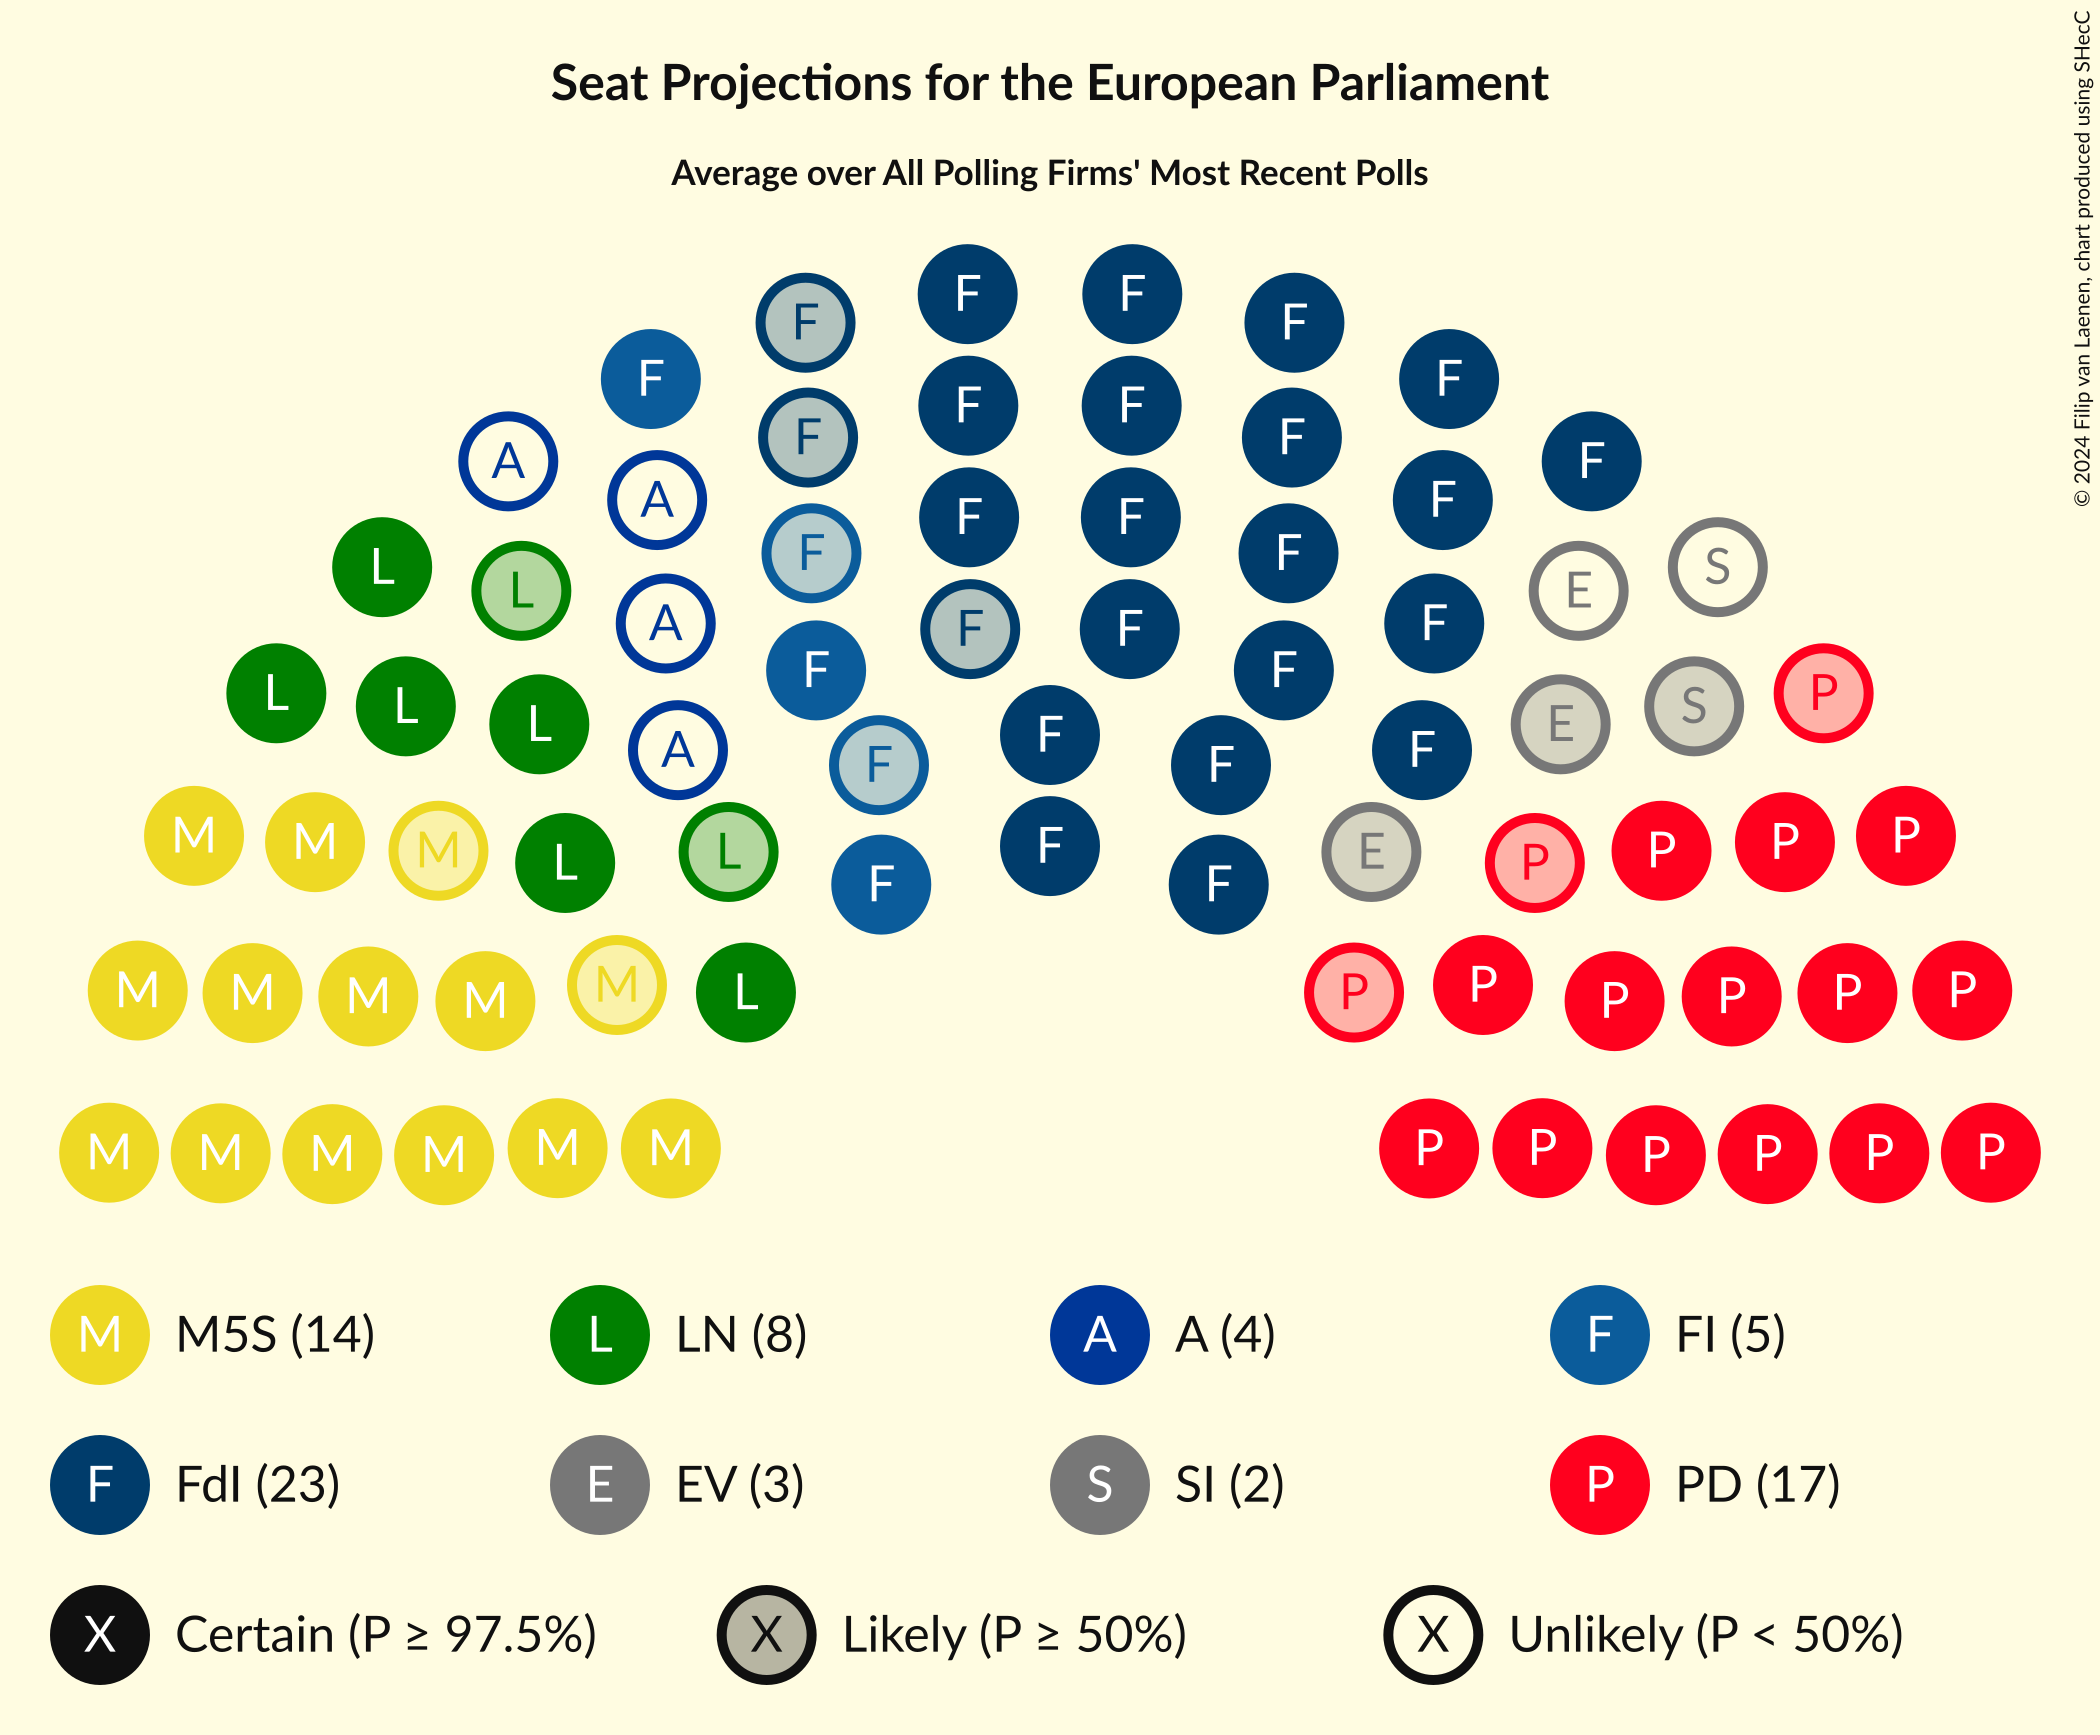 Seat Projections for the European Parliament
Average over All Polling Firms' Most Recent Polls
© 2024 Filip van Laenen, chart produced using SHecC
F F F F
F F
A F F F F F
A A F F F F F
L L F F F F E S
A F F F F F
L L L A F F F F F E S P
M M M L L F F F E P P P P
M M M M M L P P P P P P
M M M M M M P P P P P P
M M5S (14) L LN (8) A A (4) F FI (5)
F FdI (23) E EV (3) S SI (2) P PD (17)
X Certain (P ≥ 97.5%) X Likely (P ≥ 50%) X Unlikely (P < 50%)